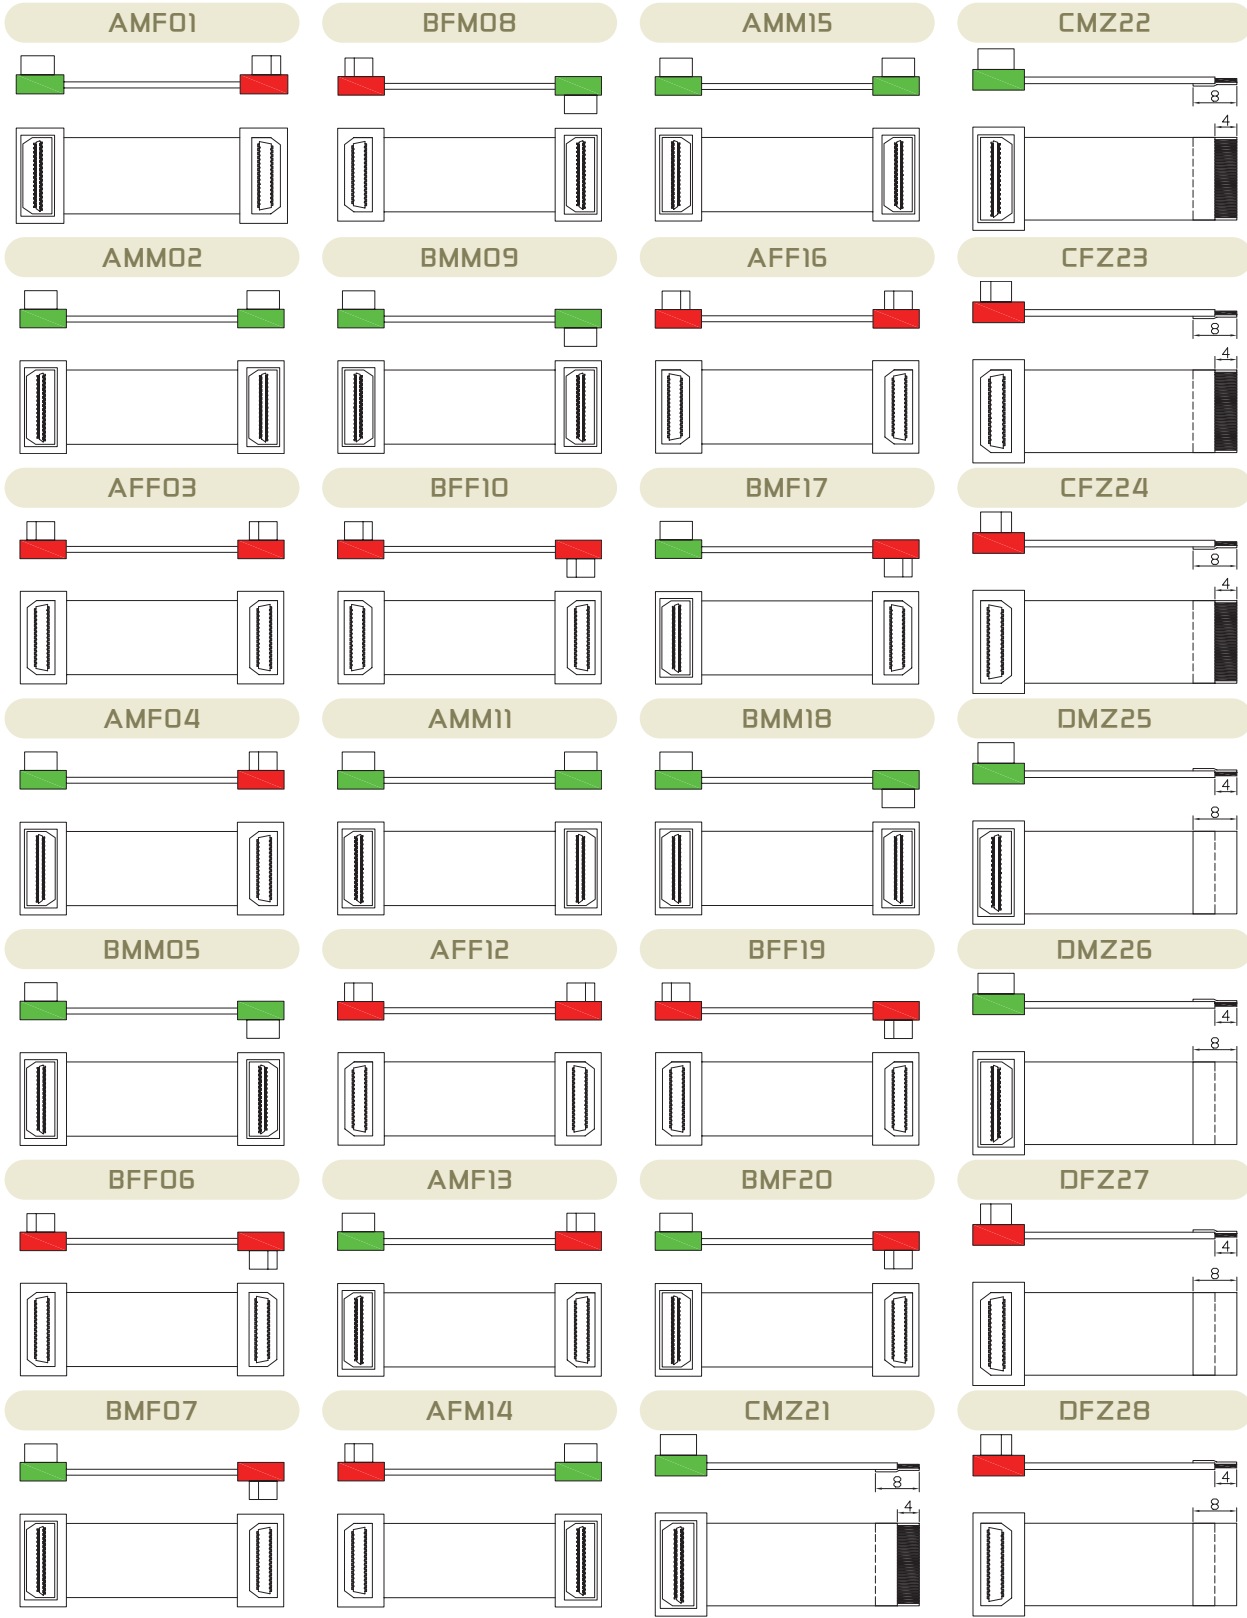 AMF01
BFM08
AMM15
CMZ22
8
4
AMM02
BMM09
AFF16
CFZ23
8
4
AFF03
BFF10
BMF17
CFZ24
8
4
AMF04
AMM11
BMM18
DMZ25
4
8
BMM05
AFF12
BFF19
DMZ26
4
8
BFF06
AMF13
BMF20
DFZ27
4
8
BMF07
AFM14
CMZ21
DFZ28
8
4
4
8